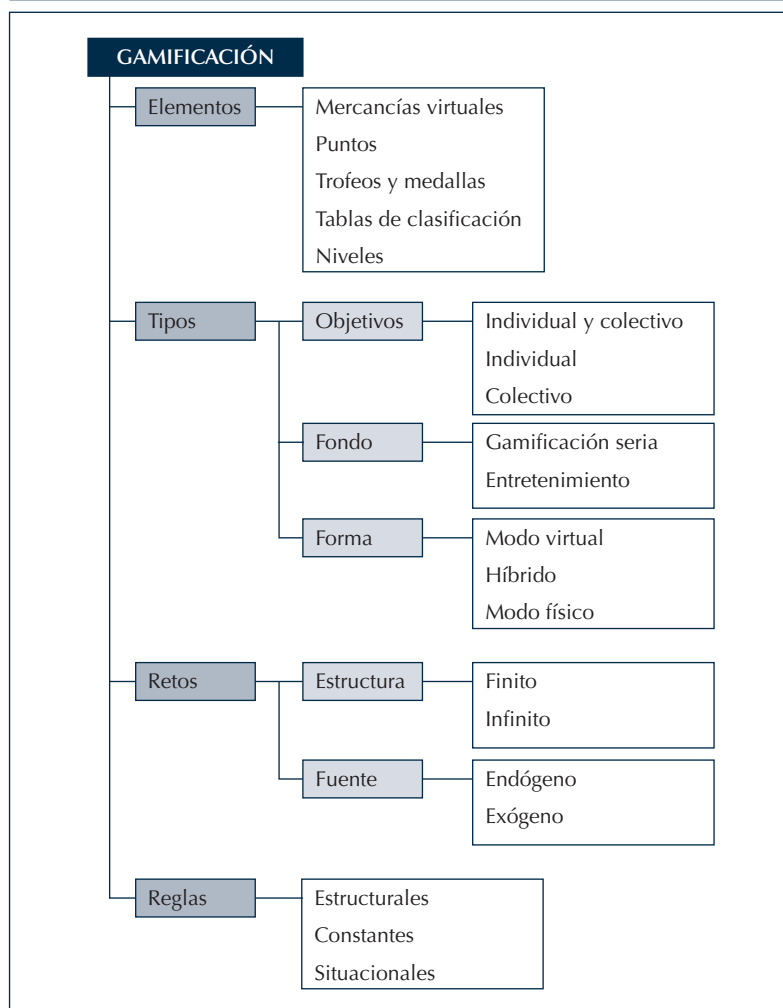 GAMIFICACIÓN
Elementos
Mercancías virtuales
Puntos
Trofeos y medallas
Tablas de clasificación
Niveles
Tipos
Objetivos
Individual y colectivo
Individual
Colectivo
Fondo
Gamificación seria
Entretenimiento
Forma
Modo virtual
Híbrido
Modo físico
Retos
Estructura
Finito
Infinito
Fuente
Endógeno
Exógeno
Reglas
Estructurales
Constantes
Situacionales